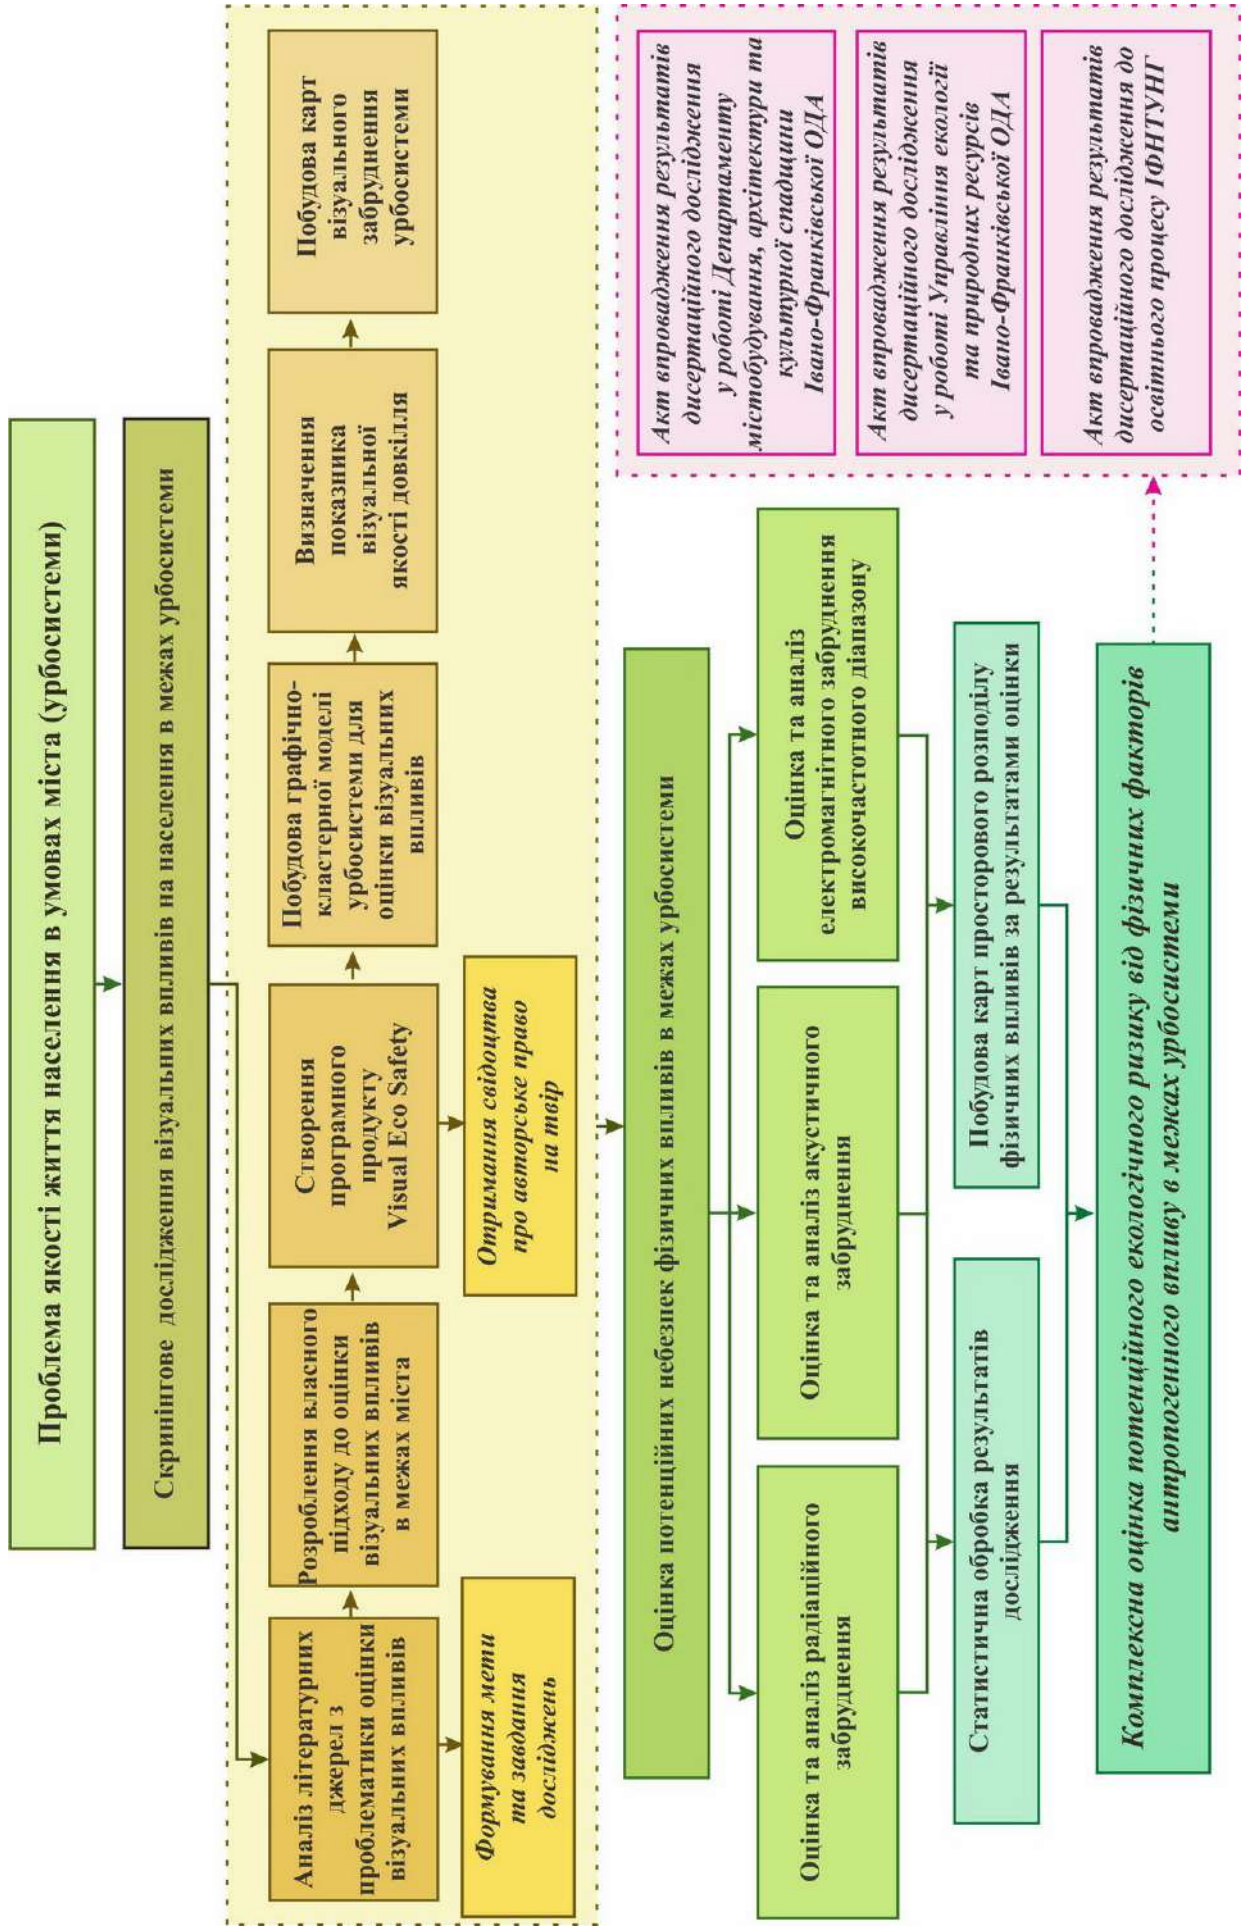 Проблема якості життя населення в умовах міста (урбосистеми)
Скринінгове дослідження візуальних впливів на населення в межах урбосистеми
Аналіз літературних
джерел з
проблематики оцінки
візуальних впливів
Розроблення власного
підходу до оцінки
візуальних впливів
в межах міста
Створення
програмного
продукту
Visual Eco Safety
Побудова графічно-
кластерної моделі
урбосистеми для
оцінки візуальних
впливів
Визначення
показника
візуальної
якості довкілля
Побудова карт
візуального
забруднення
урбосистеми
Формування мети
та завдання
досліджень
Отримання свідоцтва
про авторське право
на твір
Оцінка потенційних небезпек фізичних впливів в межах урбосистеми
Оцінка та аналіз радіаційного
забруднення
Оцінка та аналіз акустичного
забруднення
Оцінка та аналіз
електромагнітного забруднення
високочастотного діапазону
Статистична обробка результатів
дослідження
Побудова карт просторового розподілу
фізичних впливів за результатами оцінки
Комплексна оцінка потенційного екологічного ризику від фізичних факторів
антропогенного впливу в межах урбосистеми
Акт впровадження результатів
дисертаційного дослідження
у роботі Департаменту
містобудування, архітектури та
культурної спадщини
Івано-Франківської ОДА
Акт впровадження результатів
дисертаційного дослідження
у роботі Управління екології
та природних ресурсів
Івано-Франківської ОДА
Акт впровадження результатів
дисертаційного дослідження до
освітнього процесу ІФНТУНГ